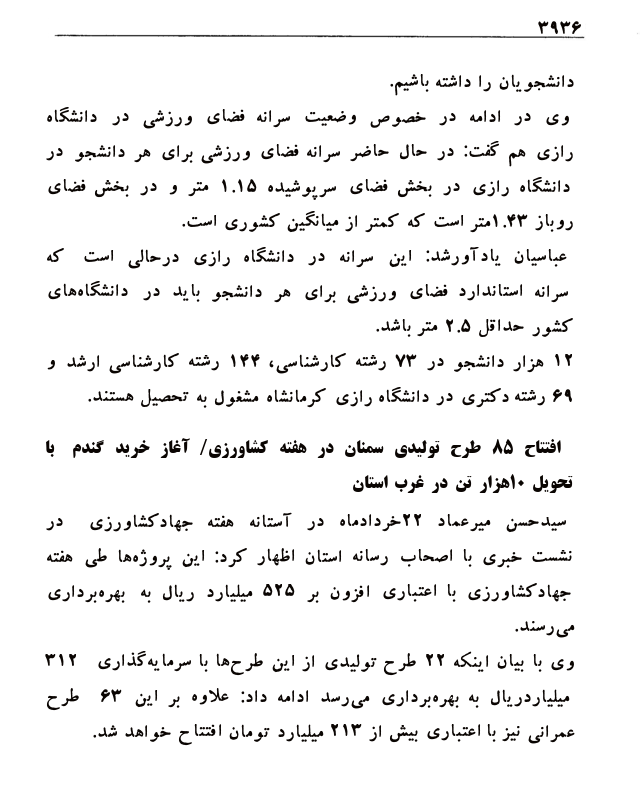 ۳۹۳۶
دانشجویان را داشته باشیم.
وی در ادامه در خصوص وضعیت سرانه فضای ورزشی در دانشگاه
رازی هم گفت: در حال حاضر سرانه فضای ورزشی برای هر دانشجو در
دانشگاه رازی در بخش فضای سرپوشیده ۱.۱۵ متر و در بخش فضای
روباز ۱.۴۳متر است که کمتر از میانگین کشوری است.
عباسیان یادآورشد: این سرانه در دانشگاه رازی درحالی است که
سرانه استاندارد فضای ورزشی برای هر دانشجو باید در دانشگاه‌های
کشور حداقل ۲.۵ متر باشد.
۱۲ هزار دانشجو در ۷۳ رشته کارشناسی، ۱۴۴ رشته کارشناسی ارشد و
۶۹ رشته دکتری در دانشگاه رازی کرمانشاه مشغول به تحصیل هستند.
افتتاح ۸۵ طرح تولیدی سمنان در هفته کشاورزی/ آغاز خرید گندم با
تحویل ۱۰هزار تن در غرب استان
سیدحسن میرعماد ۲۲خردادماه در آستانه هفته جهادکشاورزی در
نشست خبری با اصحاب رسانه استان اظهار کرد: این پروژه‌ها طی هفته
جهادکشاورزی با اعتباری افزون بر ۵۲۵ میلیارد ریال به بهره‌برداری
می‌رسند.
وی با بیان اینکه ۲۲ طرح تولیدی از این طرح‌ها با سرمایه‌گذاری ۳۱۲
میلیاردریال به بهره‌برداری می‌رسد ادامه داد: علاوه بر این ۶۳ طرح
عمرانی نیز با اعتباری بیش از ۲۱۳ میلیارد تومان افتتاح خواهد شد.